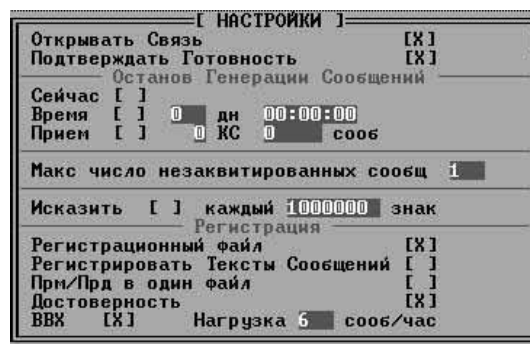 [ НАСТРОЙКИ ]
Открывать Связь [X]
Подтверждать Готовность [X]
Останов Генерации Сообщений
Сейчас [ ]
Время [ ] 0 дн 00:00:00
Прием [ ] 0 КС 0 сооб
Макс число незаквитированных сообщ 1
Исказить [ ] каждый 1000000 знак
Регистрация
Регистрационный файл [X]
Регистрировать Тексты Сообщений [ ]
Прм/Прд в один файл [ ]
Достоверность [X]
ВВХ [X] Нагрузка 6 сооб/час